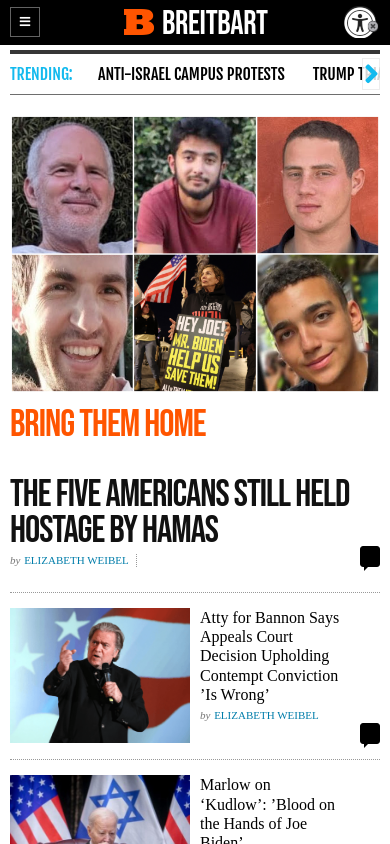 BREITBART
TRENDING:
ANTI-ISRAEL CAMPUS PROTESTS
TRUMP T
HEY JOE!
MR. BIDEN
HELP US
SAVE THEM!
BRING THEM HOME
THE FIVE AMERICANS STILL HELD
HOSTAGE BY HAMAS
by ELIZABETH WEIBEL
Atty for Bannon Says
Appeals Court
Decision Upholding
Contempt Conviction
’Is Wrong’
by ELIZABETH WEIBEL
Marlow on
‘Kudlow’: ’Blood on
the Hands of Joe
Biden’